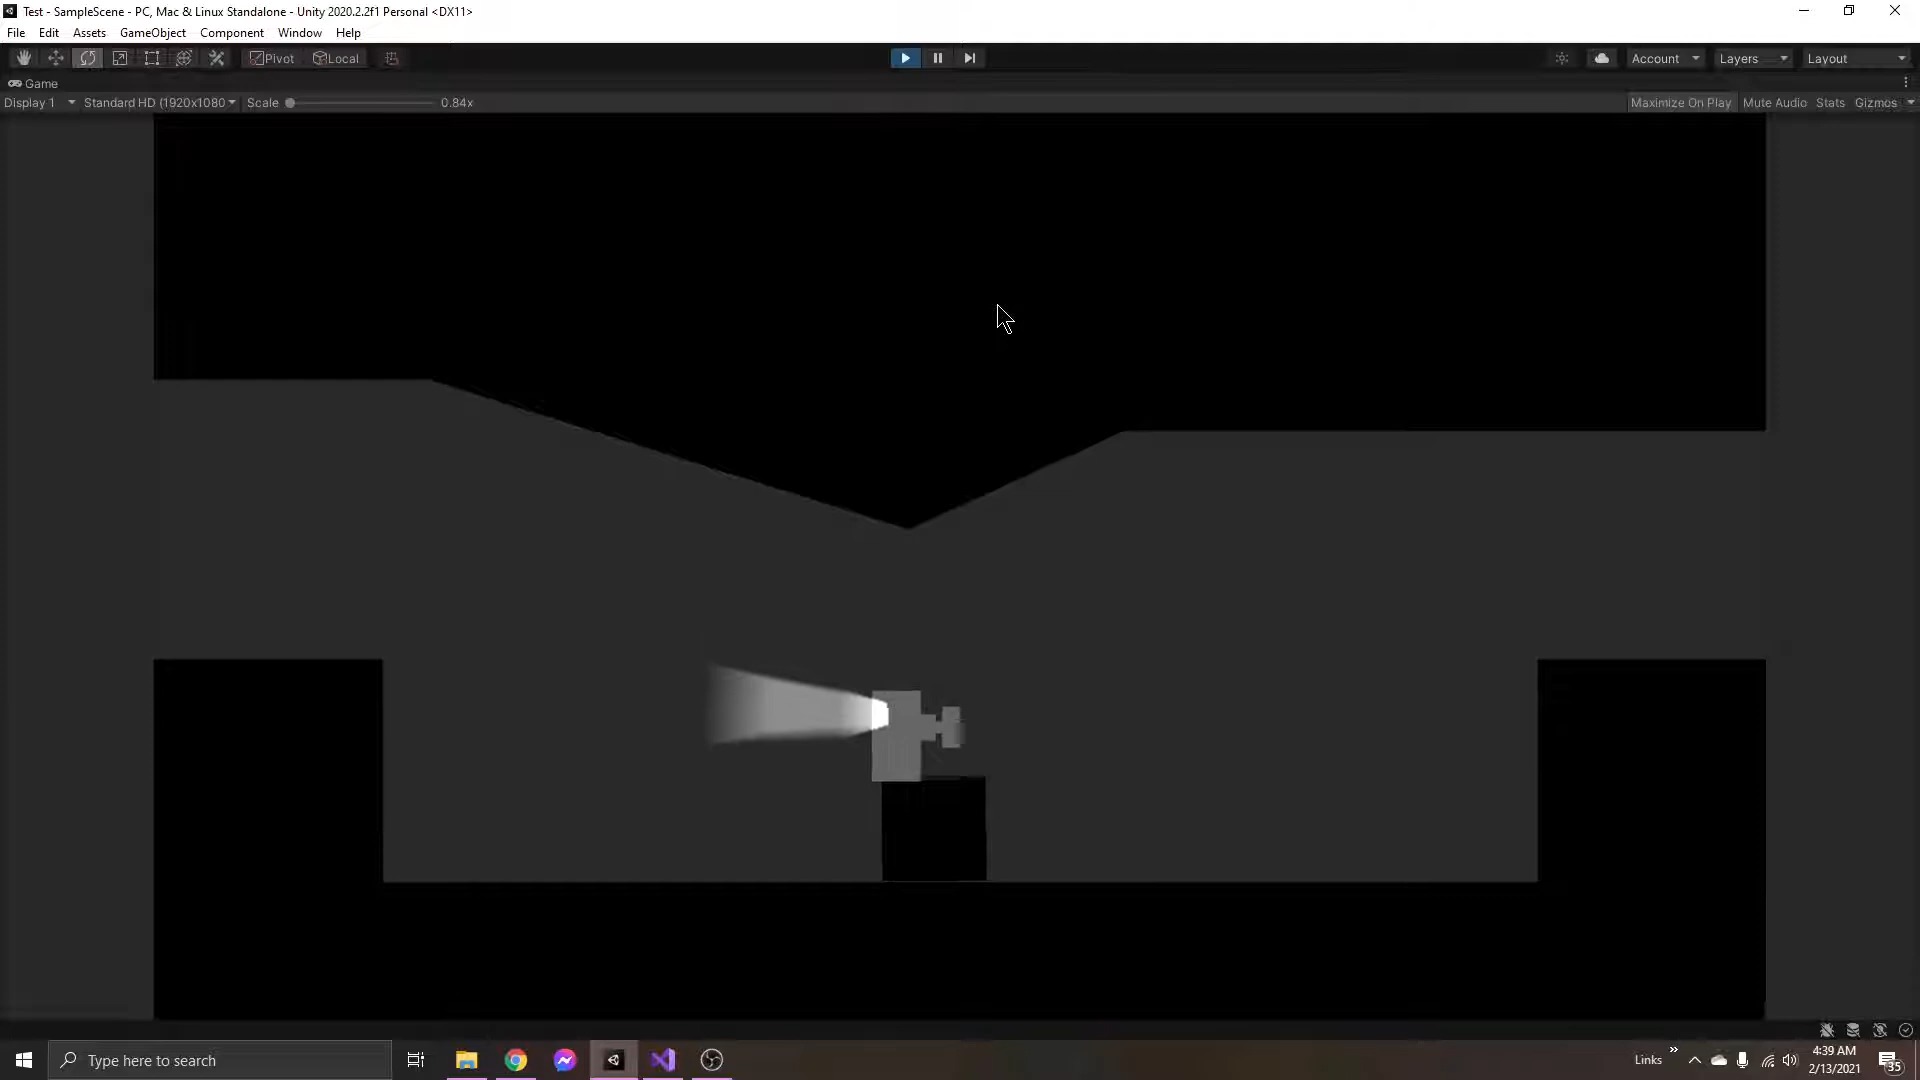 Test - SampleScene - PC, Mac & Linux Standalone - Unity 2020.2.2f1 Personal <DX11>
File Edit Assets GameObject Component Window Help
Pivot Local Account Layers Layout
Game
Display 1 Standard HD (1920x1080 Scale 0.84x Maximize On Play Mute Audio Stats Gizmos
Type here to search
Links
4:39 AM
2/13/2021
35